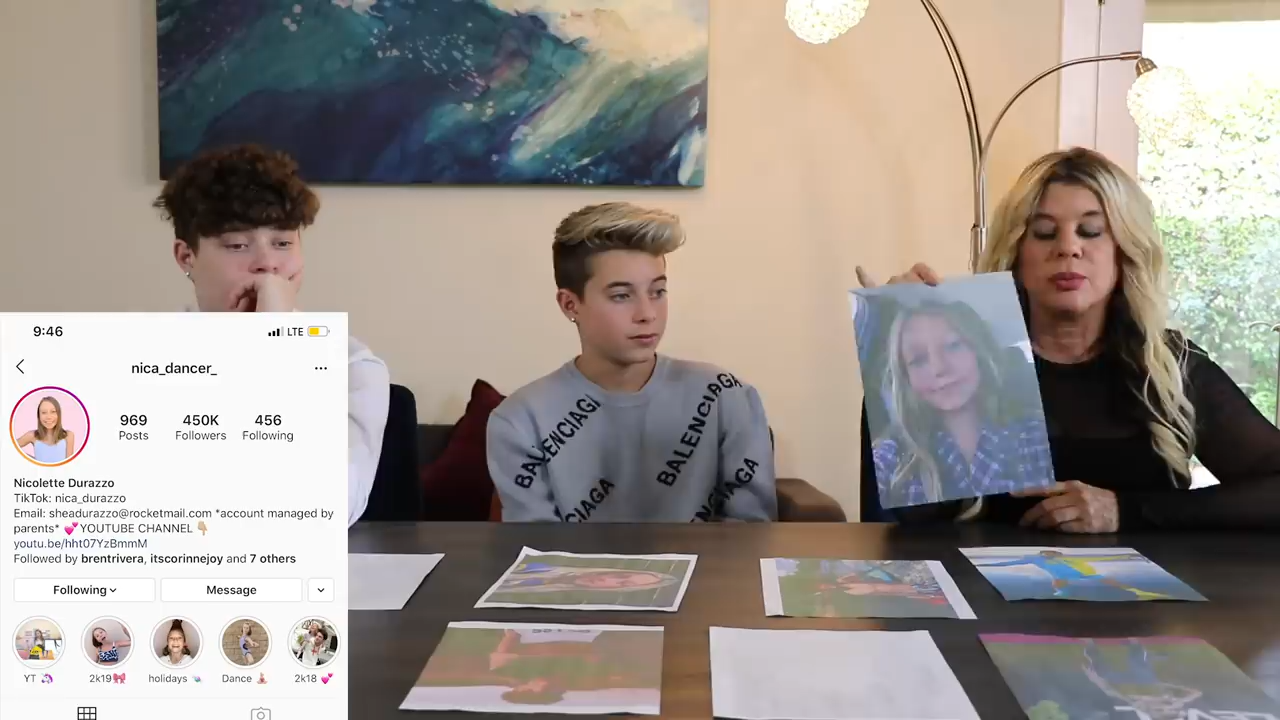 9:46
LTE
nica_dancer_
969
450K
456
Posts
Followers
Following
Nicolette Durazzo
TikTok: nica_durazzo
Email: sheadurazzo@rocketmail.com *account managed by
parents* 💕YOUTUBE CHANNEL 👇🏼
youtu.be/hht07YzBmmM
Followed by brentrivera, itscorinnejoy and 7 others
Following
Message
YT 🦄
2k19🎀
holidays
Dance
2k18 💕
BALENCIAGA
BALENCIAGA